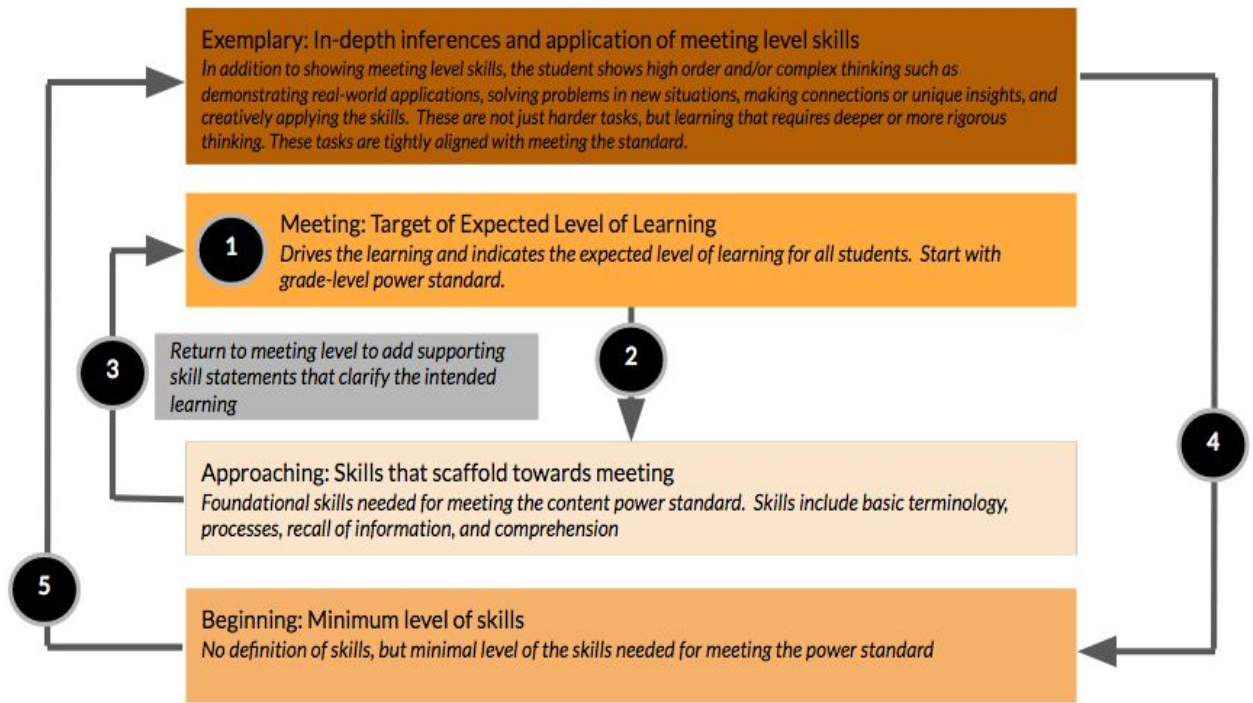 Exemplary: In-depth inferences and application of meeting level skills
In addition to showing meeting level skills, the student shows high order and/or complex thinking such as
demonstrating real-world applications, solving problems in new situations, making connections or unique insights, and
creatively applying the skills. These are not just harder tasks, but learning that requires deeper or more rigorous
thinking. These tasks are tightly aligned with meeting the standard.
1
Meeting: Target of Expected Level of Learning
Drives the learning and indicates the expected level of learning for all students. Start with
grade-level power standard.
2
3
Return to meeting level to add supporting
skill statements that clarify the intended
learning
4
Approaching: Skills that scaffold towards meeting
Foundational skills needed for meeting the content power standard. Skills include basic terminology,
processes, recall of information, and comprehension
5
Beginning: Minimum level of skills
No definition of skills, but minimal level of the skills needed for meeting the power standard